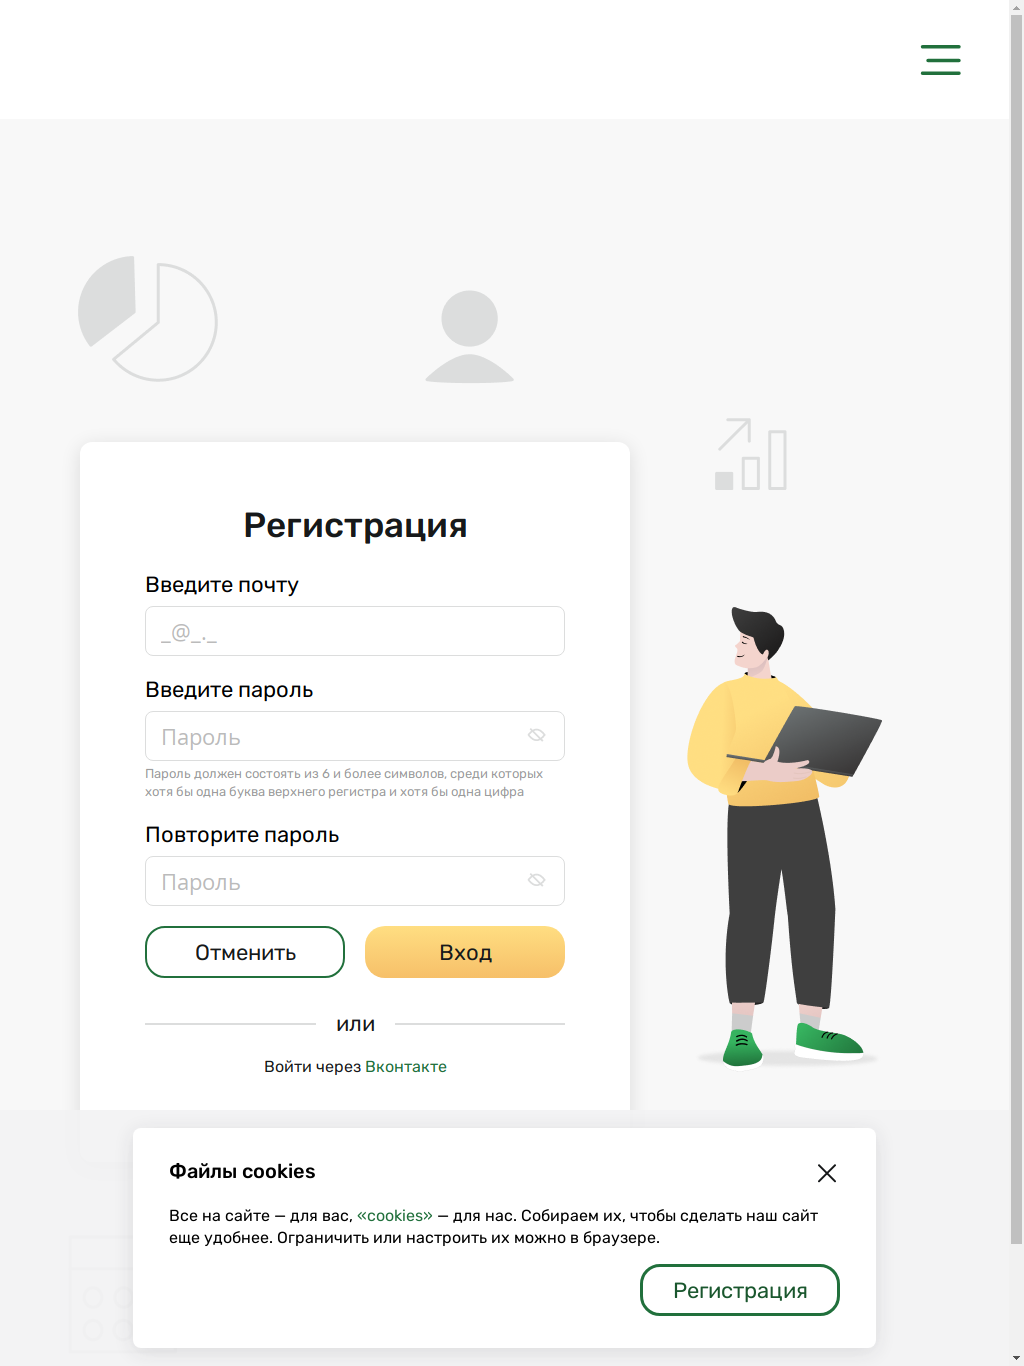 Регистрация
Введите почту
_@_._
Введите пароль
Пароль
Пароль должен состоять из 6 и более символов, среди которых
хотя бы одна буква верхнего регистра и хотя бы одна цифра
Повторите пароль
Пароль
Отменить
Вход
или
Войти через Вконтакте
Файлы cookies
Все на сайте — для вас, «cookies» — для нас. Собираем их, чтобы сделать наш сайт
еще удобнее. Ограничить или настроить их можно в браузере.
Регистрация